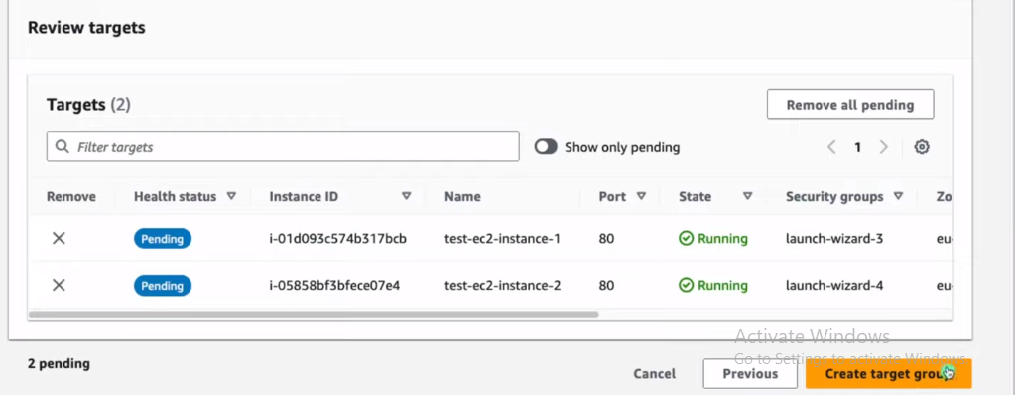 Review targets
Targets (2)
Remove all pending
Filter targets
Show only pending
1
Remove Health status Instance ID Name Port State Security groups Zo
Pending i-01d093c574b317bcb test-ec2-instance-1 80 Running launch-wizard-3 eu-
Pending i-05858bf3bfece07e4 test-ec2-instance-2 80 Running launch-wizard-4 eu-
Activate Windows
Go to Settings to activate Windows.
2 pending
Cancel Previous Create target group